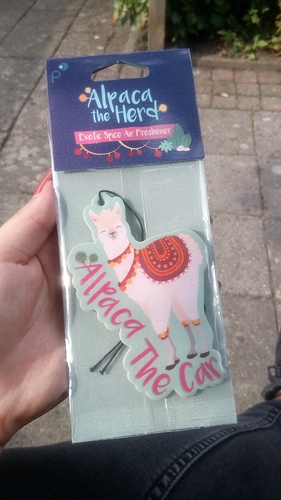 Alpaca
the Herd
Exotic Spice Air Freshener
Alpaca
The Car